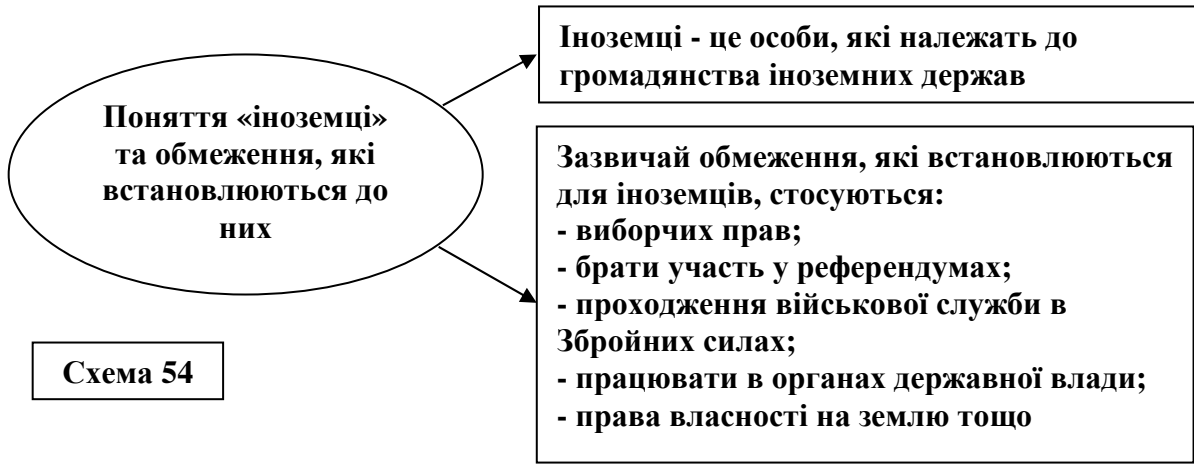 Іноземці - це особи, які належать до
громадянства іноземних держав
Поняття «іноземці»
та обмеження, які
встановлюються до
них
Зазвичай обмеження, які встановлюються
для іноземців, стосуються:
- виборчих прав;
- брати участь у референдумах;
- проходження військової служби в
Збройних силах;
- працювати в органах державної влади;
- права власності на землю тощо
Схема 54